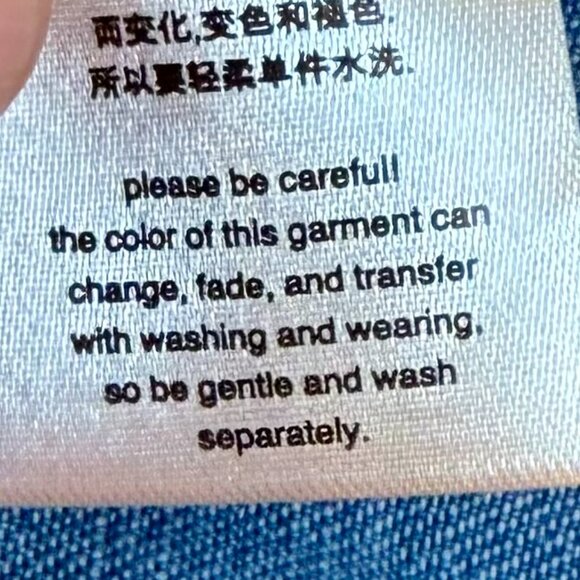 而变化,变色和褪色.
所以要轻柔单件水洗.
please be careful!
the color of this garment can
change, fade, and transfer
with washing and wearing,
so be gentle and wash
separately.